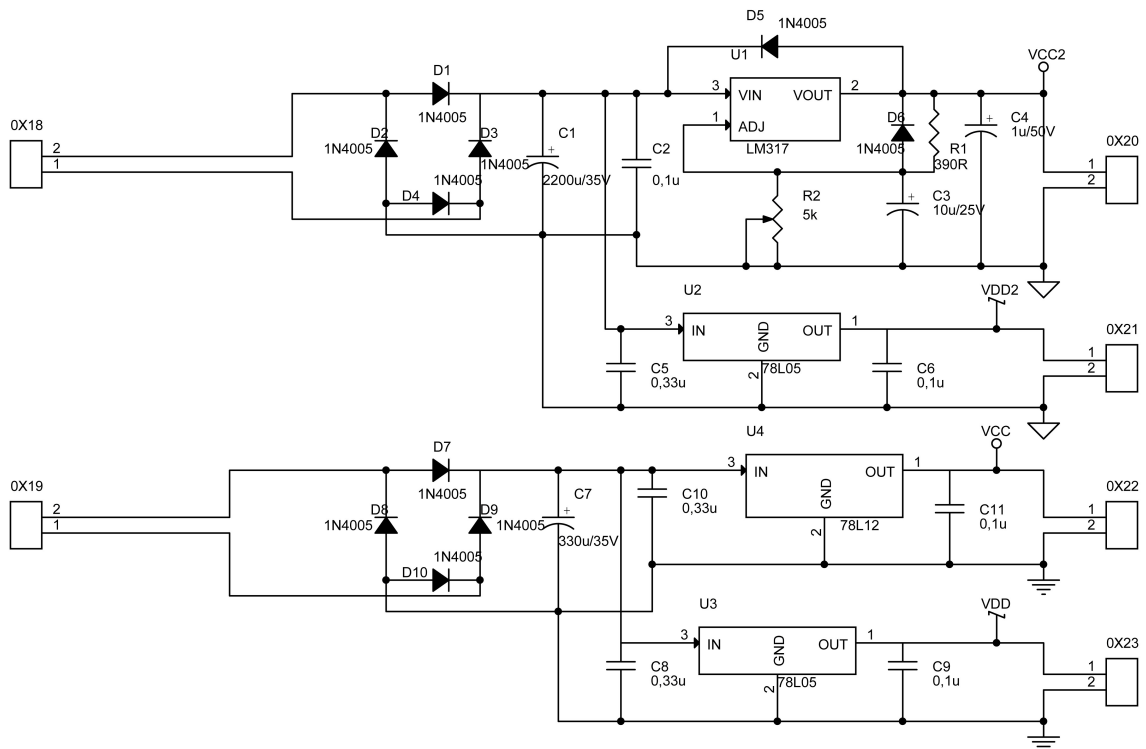 D5
1N4005
U1
VCC2
D1
1N4005
3
VIN
VOUT
2
1
ADJ
LM317
0X18
2
1
D2
1N4005
D3
1N4005
C1
+
2200u/35V
C2
0,1u
D6
1N4005
R1
390R
+
C4
1u/50V
0X20
1
2
1N4005
D4
R2
5k
+
C3
10u/25V
U2
VDD2
3
IN
GND
OUT
1
2
78L05
0X21
1
2
C5
0,33u
C6
0,1u
U4
VCC
D7
1N4005
3
IN
GND
OUT
1
2
78L12
0X19
2
1
D8
1N4005
D9
1N4005
C7
+
330u/35V
C10
0,33u
C11
0,1u
0X22
1
2
1N4005
D10
U3
VDD
3
IN
GND
OUT
1
2
78L05
0X23
1
2
C8
0,33u
C9
0,1u